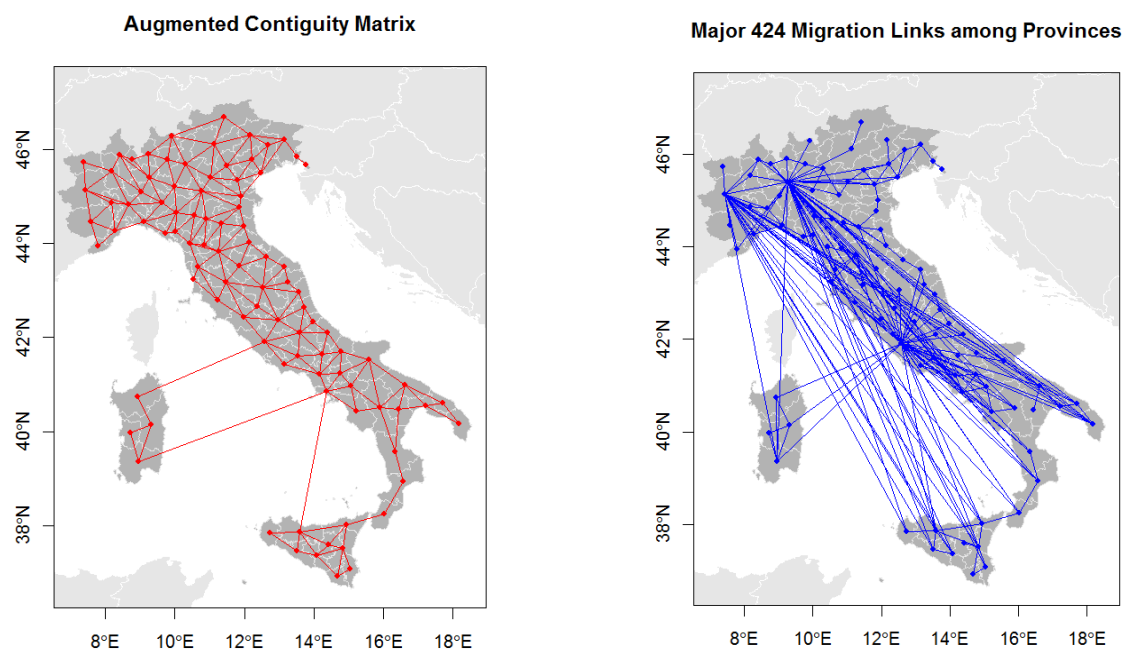 Augmented Contiguity Matrix
46°N
44°N
42°N
40°N
38°N
8°E 10°E 12°E 14°E 16°E 18°E
Major 424 Migration Links among Provinces
46°N
44°N
42°N
40°N
38°N
8°E 10°E 12°E 14°E 16°E 18°E